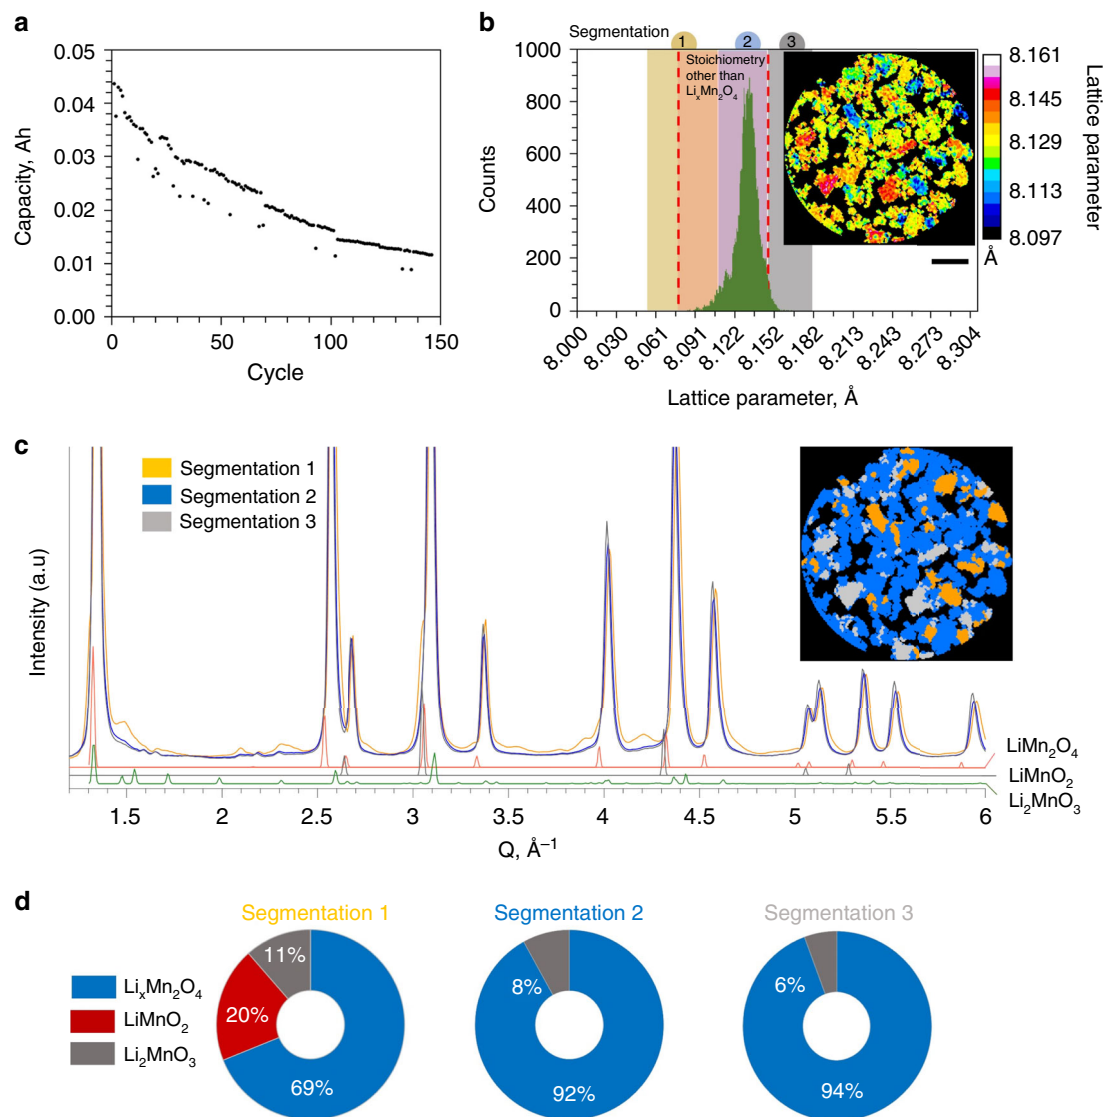 a
0.05
0.04
0.03
0.02
0.01
0.00
Capacity, Ah
0
50
100
150
Cycle
b
Segmentation
1
2
3
Stoichiometry
other than
LiₓMn₂O₄
1000
800
600
400
200
0
Counts
8.000
8.030
8.061
8.091
8.122
8.152
8.182
8.213
8.243
8.273
8.304
Lattice parameter, Å
8.161
8.145
8.129
8.113
8.097
Å
Lattice parameter
c
Segmentation 1
Segmentation 2
Segmentation 3
Intensity (a.u)
LiMn₂O₄
LiMnO₂
Li₂MnO₃
1.5
2
2.5
3
3.5
4
4.5
5
5.5
6
Q, Å⁻¹
d
Segmentation 1
Segmentation 2
Segmentation 3
LiₓMn₂O₄
LiMnO₂
Li₂MnO₃
11%
20%
69%
8%
92%
6%
94%